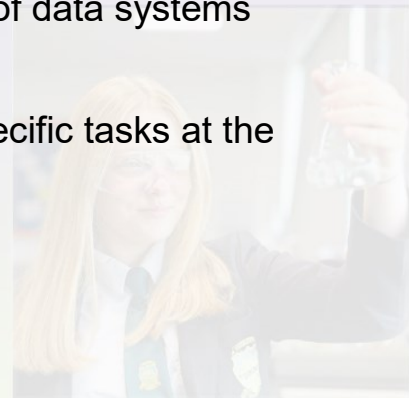 of data systems
ecific tasks at the